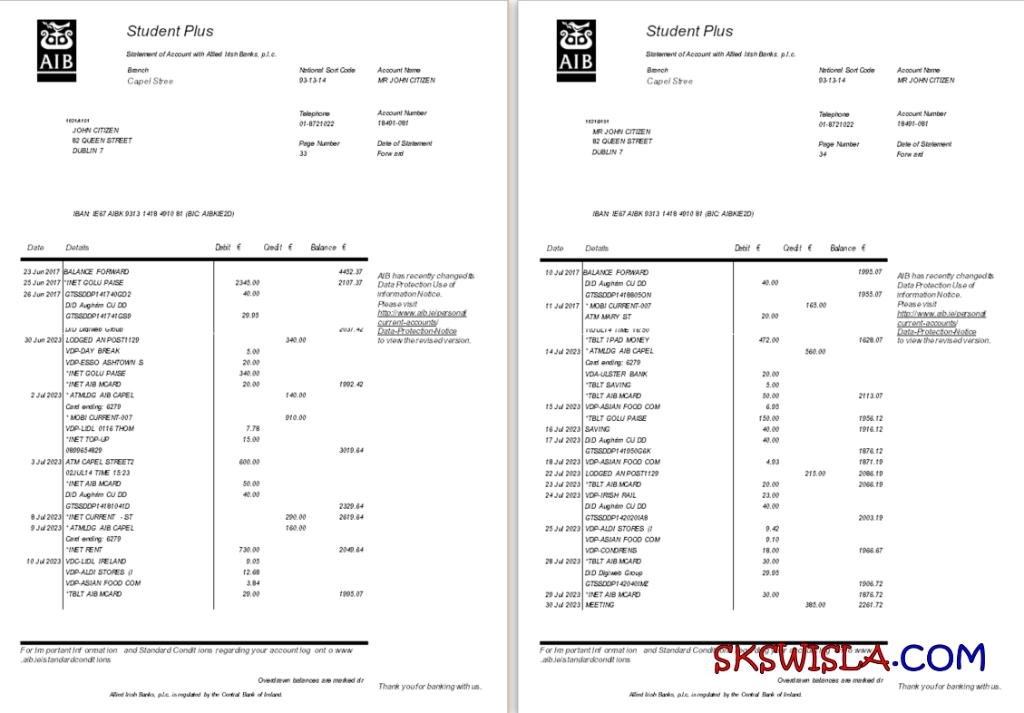 AIB
Student Plus
Statement of Account with Allied Irish Banks, p.l.c.
Branch National Sort Code Account Name
Capel Stree 93-13-14 MR JOHN CITIZEN
Telephone Account Number
01-8721022 18491-081
JOHN CITIZEN
82 QUEEN STREET Page Number Date of Statement
DUBLIN 7 33 Forw ard
IBAN: IE67 AIBK 9313 1418 4910 81 (BIC: AIBKIE2D)
Date Details Debit € Credit € Balance €
23 Jun 2017 BALANCE FORWARD 4452.37
25 Jun 2017 *INET GOLU PAISE 2345.00 2107.37
26 Jun 2017 GTSSDDP141740GD2 40.00
D/D Aughrim CU DD
GTSSDDP141741GS9 29.95
D/D Digiweb Group 2037.42
30 Jun 2023 LODGED AN POST1129 340.00
VDP-DAY BREAK 5.00
VDP-ESSO ASHTOWN S 20.00
*INET GOLU PAISE 340.00
*INET AIB MCARD 20.00 1992.42
2 Jul 2023 * ATMLDG AIB CAPEL 140.00
Card ending: 6279
* MOBI CURRENT-007 910.00
VDP-LIDL 0116 THOM 7.78
*INET TOP-UP 15.00
0899654829 3019.64
3 Jul 2023 ATM CAPEL STREET2 600.00
02JUL14 TIME 15:23
*INET AIB MCARD 50.00
D/D Aughrim CU DD 40.00
GTSSDDP14181041D 2329.64
8 Jul 2023 *INET CURRENT - ST 290.00 2619.64
9 Jul 2023 * ATMLDG AIB CAPEL 160.00
Card ending: 6279
*INET RENT 730.00 2049.64
10 Jul 2023 VDC-LIDL IRELAND 9.05
VDP-ALDI STORES (I 12.68
VDP-ASIAN FOOD COM 3.84
*TBLT AIB MCARD 29.00 1995.07
AIB has recently changed its
Data Protection Use of
Information Notice.
Please visit
http://www.aib.ie/personal
current-accounts/
Data-Protection-Notice
to view the revised version.
For Im portant Inf ormation and Standard Condit ions regarding your account log ont o www
.aib.ie/standardcondit ions
Overdrawn balances are marked dr
Thank you for banking with us.
Allied Irish Banks, p.l.c. is regulated by the Central Bank of Ireland.
AIB
Student Plus
Statement of Account with Allied Irish Banks, p.l.c.
Branch National Sort Code Account Name
Capel Stree 93-13-14 MR JOHN CITIZEN
Telephone Account Number
01-8721022 18491-081
MR JOHN CITIZEN
82 QUEEN STREET Page Number Date of Statement
DUBLIN 7 34 Forw ard
IBAN: IE67 AIBK 9313 1418 4910 81 (BIC: AIBKIE2D)
Date Details Debit € Credit € Balance €
10 Jul 2017 BALANCE FORWARD 1995.07
D/D Aughrim CU DD 40.00
GTSSDDP1418805ON 1955.07
11 Jul 2017 * MOBI CURRENT-007 165.00
ATM MARY ST 20.00
10JUL14 TIME 16:50
*TBLT 1PAD MONEY 472.00 1628.07
14 Jul 2023 * ATMLDG AIB CAPEL 560.00
Card ending: 6279
VDA-ULSTER BANK 20.00
*TBLT SAVING 5.00
*TBLT AIB MCARD 50.00 2113.07
15 Jul 2023 VDP-ASIAN FOOD COM 6.95
*TBLT GOLU PAISE 150.00 1956.12
16 Jul 2023 SAVING 40.00 1916.12
17 Jul 2023 D/D Aughrim CU DD 40.00
GTSSDDP141950G6K 1876.12
18 Jul 2023 VDP-ASIAN FOOD COM 4.93 1871.19
22 Jul 2023 LODGED AN POST1129 215.00 2086.19
23 Jul 2023 *TBLT AIB MCARD 20.00 2066.19
24 Jul 2023 VDP-IRISH RAIL 23.00
D/D Aughrim CU DD 40.00
GTSSDDP142020IA8 2003.19
25 Jul 2023 VDP-ALDI STORES (I 9.42
VDP-ASIAN FOOD COM 9.10
VDP-CONDRENS 18.00 1966.67
28 Jul 2023 *TBLT AIB MCARD 30.00
D/D Digiweb Group 29.95
GTSSDDP142040IMZ 1906.72
29 Jul 2023 *INET AIB MCARD 30.00 1876.72
30 Jul 2023 MEETING 385.00 2261.72
AIB has recently changed its
Data Protection Use of
Information Notice.
Please visit
http://www.aib.ie/personal
current-accounts/
Data-Protection-Notice
to view the revised version.
For Im portant Inf ormation and Standard Condit ions regarding your account log ont o www
.aib.ie/standardcondit ions
SKSWISLA.COM
Overdrawn balances are marked dr
Thank you for banking with us.
Allied Irish Banks, p.l.c. is regulated by the Central Bank of Ireland.